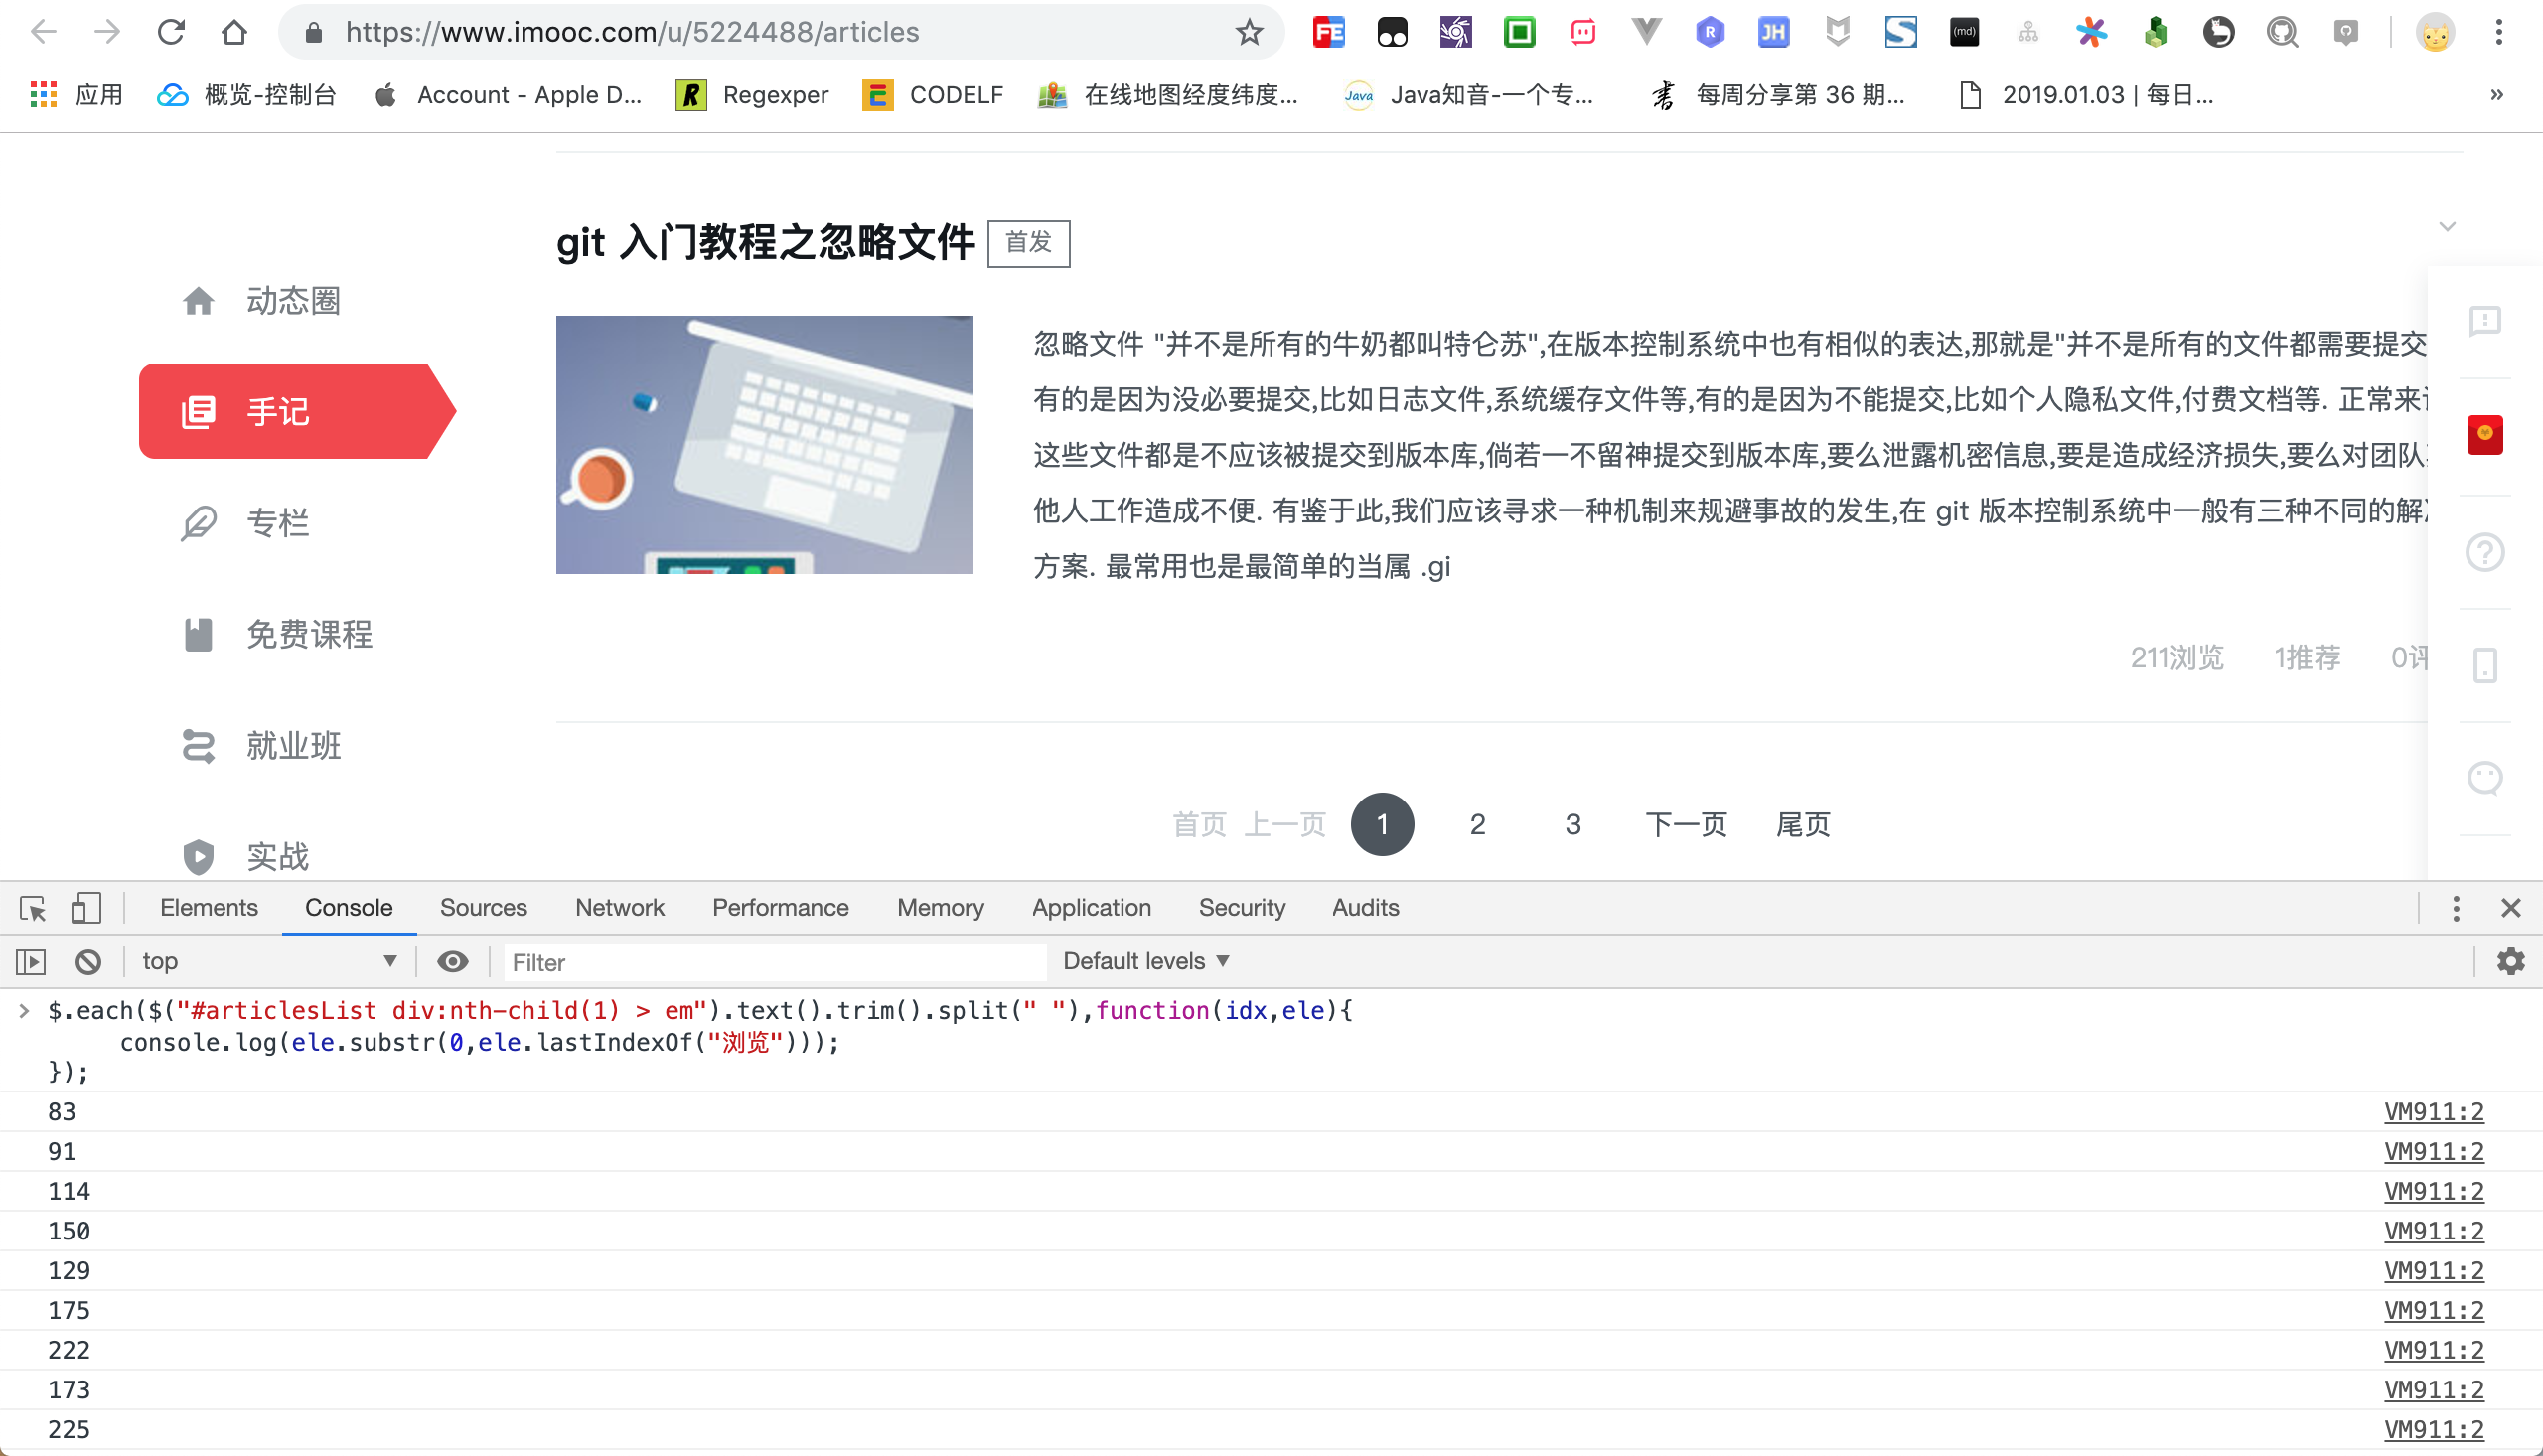 https://www.imooc.com/u/5224488/articles
应用 概览-控制台 Account - Apple D... Regexper CODELF 在线地图经度纬度... Java知音-一个专... 每周分享第 36 期... 2019.01.03 | 每日... »
git 入门教程之忽略文件 首发
动态圈
手记
专栏
免费课程
就业班
实战
忽略文件 "并不是所有的牛奶都叫特仑苏",在版本控制系统中也有相似的表达,那就是"并不是所有的文件都需要提交
有的是因为没必要提交,比如日志文件,系统缓存文件等,有的是因为不能提交,比如个人隐私文件,付费文档等. 正常来
这些文件都是不应该被提交到版本库,倘若一不留神提交到版本库,要么泄露机密信息,要是造成经济损失,要么对团队
他人工作造成不便. 有鉴于此,我们应该寻求一种机制来规避事故的发生,在 git 版本控制系统中一般有三种不同的解
方案. 最常用也是最简单的当属 .gi
211浏览 1推荐 0评
首页 上一页 1 2 3 下一页 尾页
Elements Console Sources Network Performance Memory Application Security Audits
top Filter Default levels
$.each($("#articlesList div:nth-child(1) > em").text().trim().split(" "),function(idx,ele){
console.log(ele.substr(0,ele.lastIndexOf("浏览")));
});
83 VM911:2
91 VM911:2
114 VM911:2
150 VM911:2
129 VM911:2
175 VM911:2
222 VM911:2
173 VM911:2
225 VM911:2